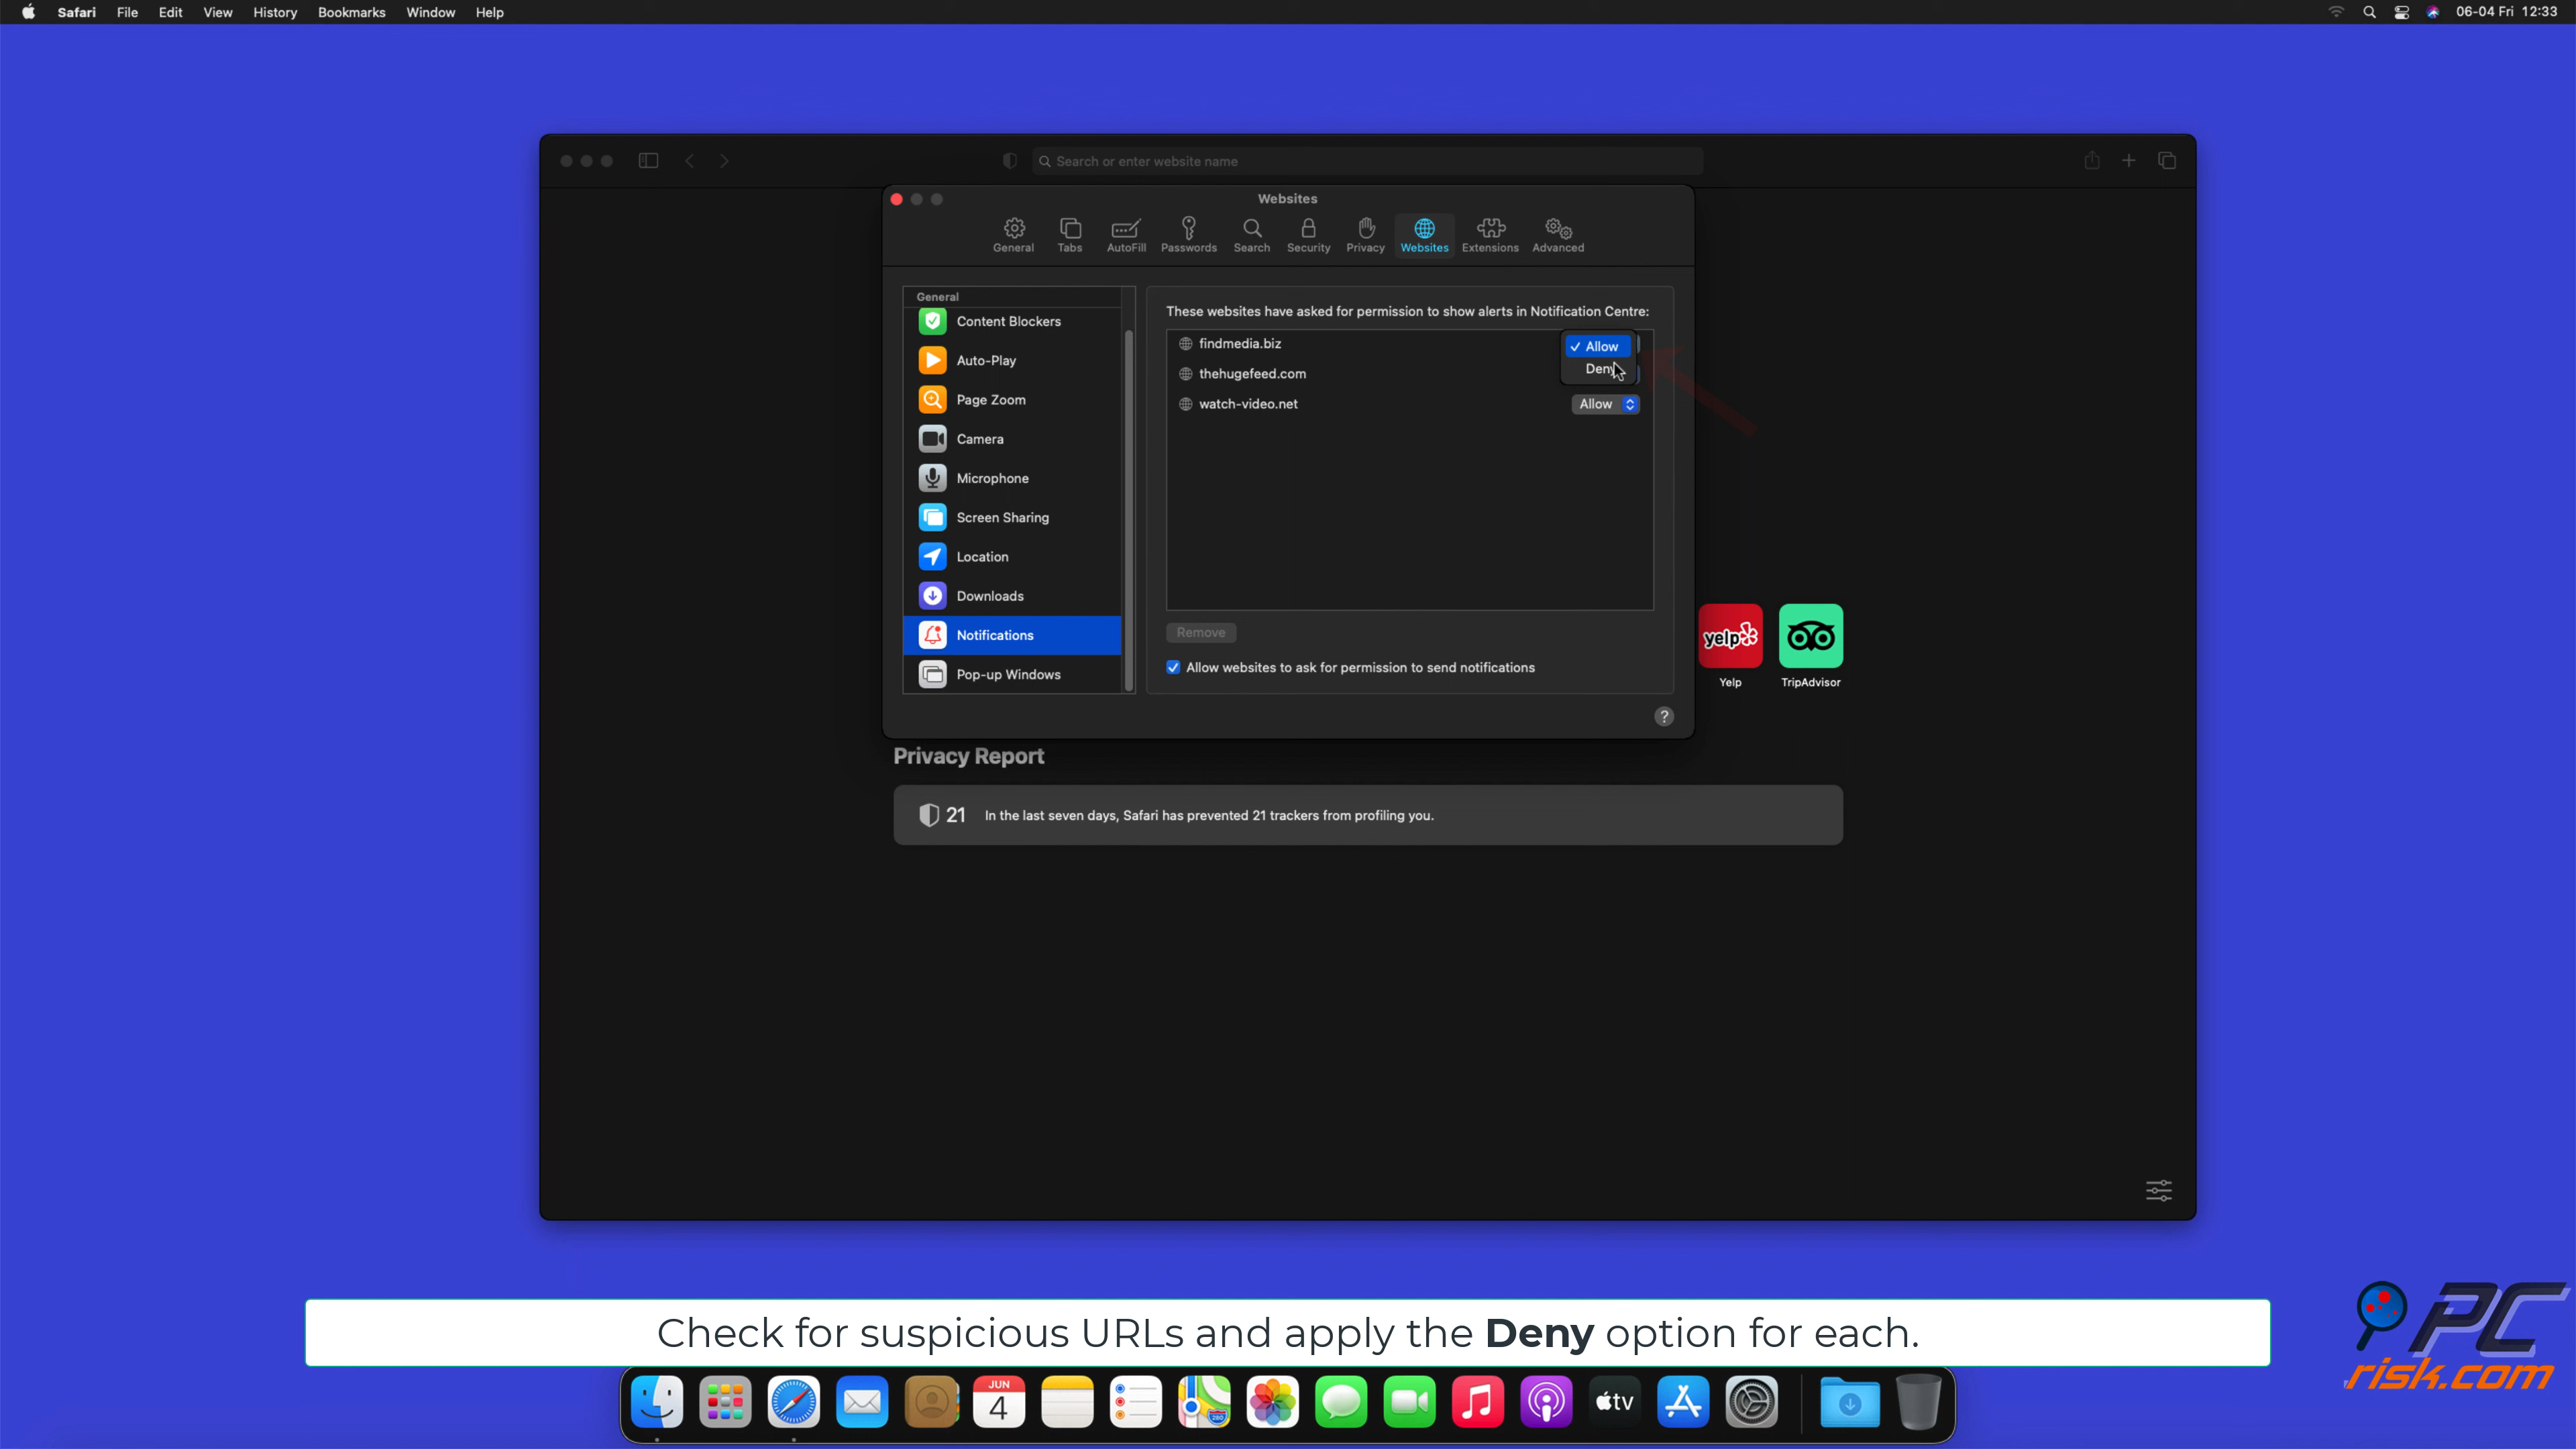 Safari File Edit View History Bookmarks Window Help 06-04 Fri 12:33
Search or enter website name
Websites
General Tabs AutoFill Passwords Search Security Privacy Websites Extensions Advanced
General
Content Blockers
Auto-Play
Page Zoom
Camera
Microphone
Screen Sharing
Location
Downloads
Notifications
Pop-up Windows
These websites have asked for permission to show alerts in Notification Centre:
findmedia.biz ✓ Allow
Deny
thehugefeed.com
watch-video.net Allow
Remove
Allow websites to ask for permission to send notifications
?
yelp
Yelp TripAdvisor
Privacy Report
21 In the last seven days, Safari has prevented 21 trackers from profiling you.
Check for suspicious URLs and apply the Deny option for each.
PC
risk.com
JUN
4
280
tv